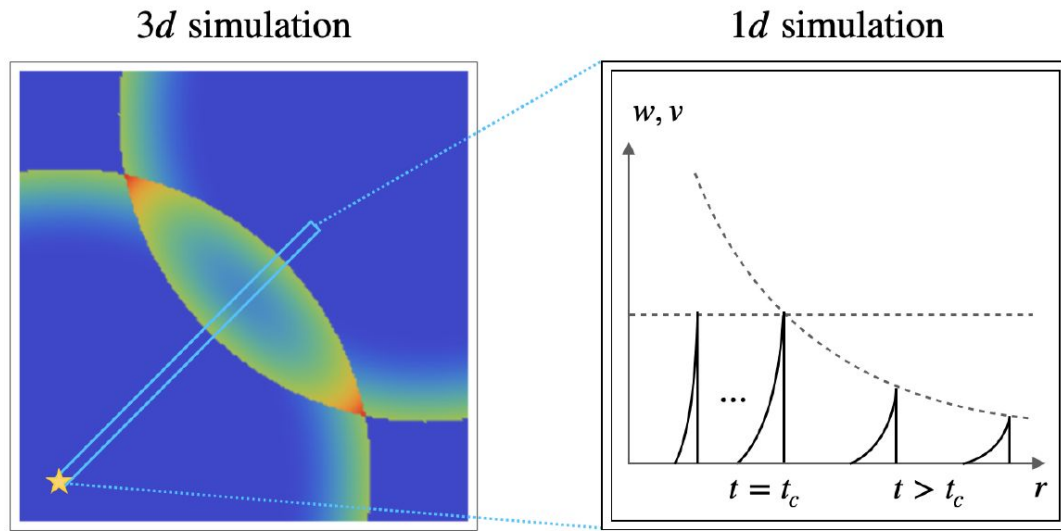 3d simulation
1d simulation
w, v
...
t = t_c
t > t_c
r